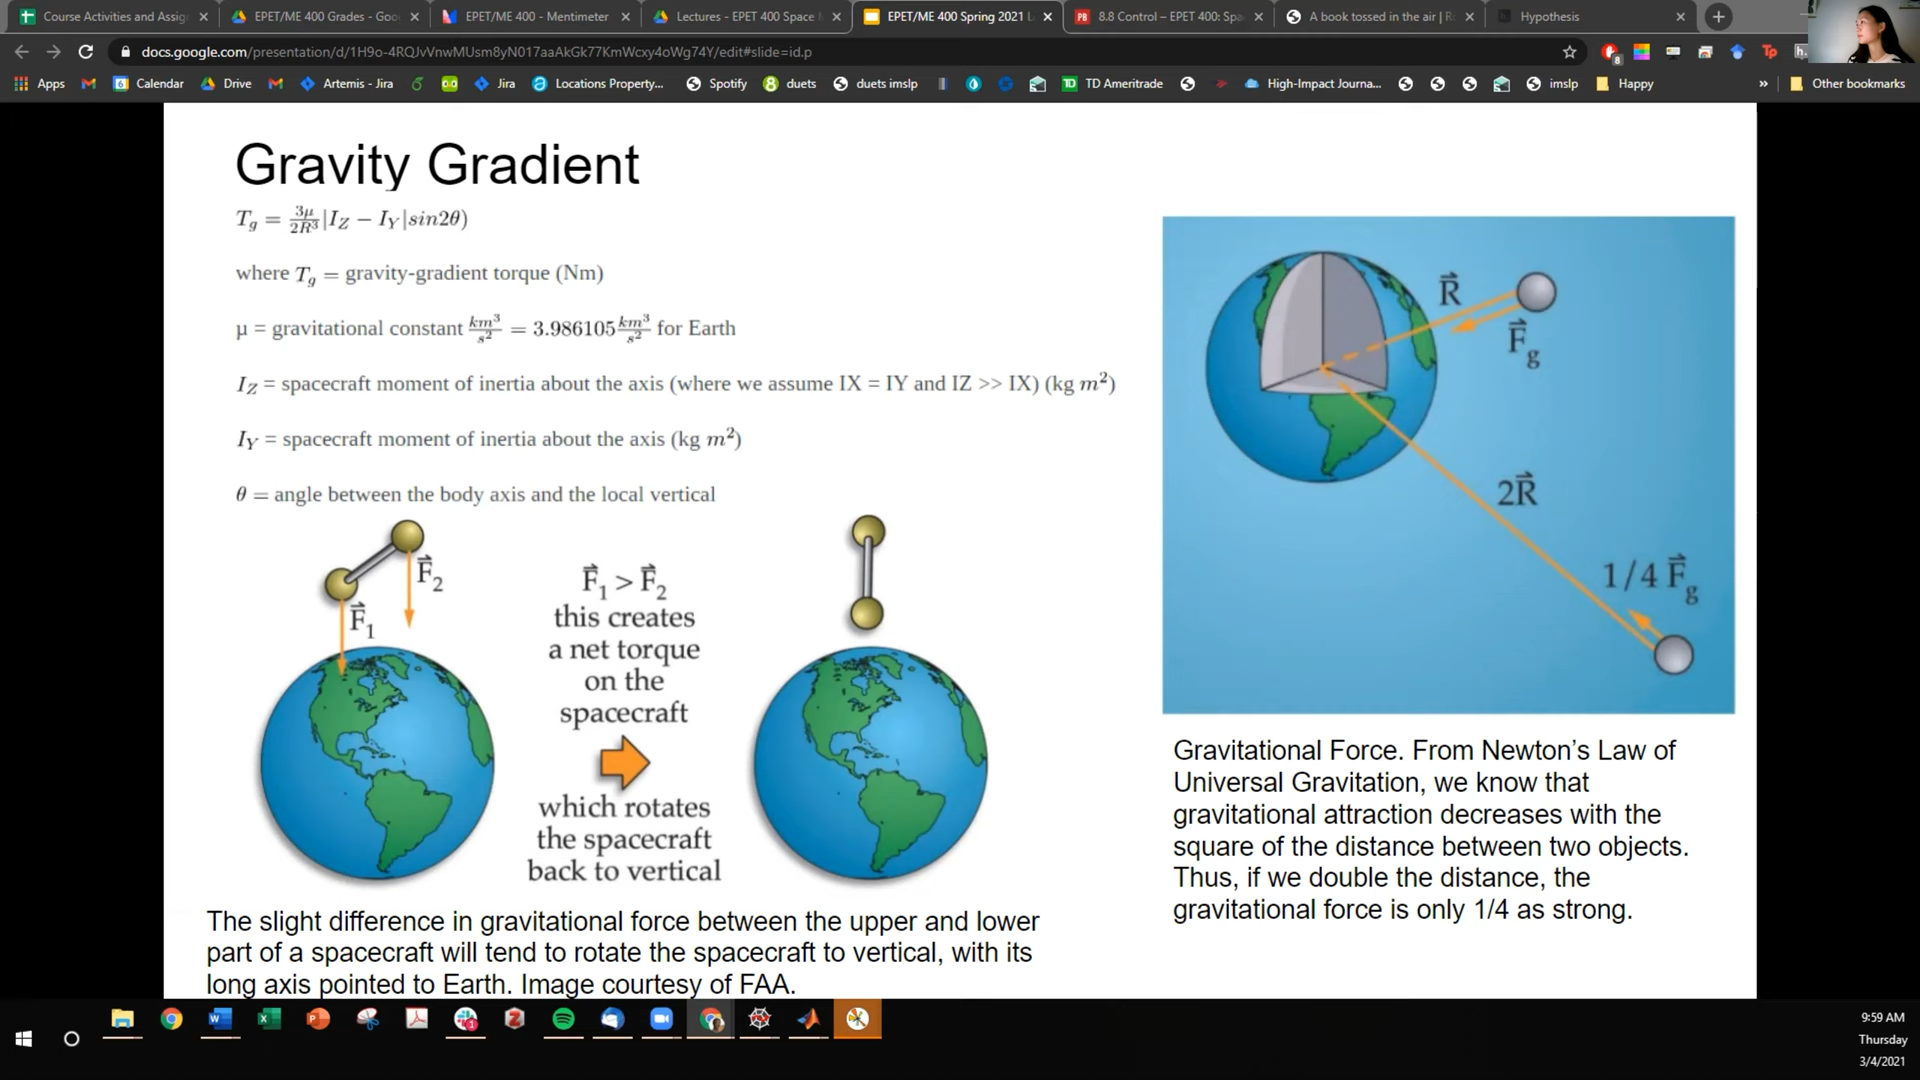 Course Activities and Assig
EPET/ME 400 Grades - Goo
EPET/ME 400 - Mentimeter
Lectures - EPET 400 Space M
EPET/ME 400 Spring 2021 L
8.8 Control – EPET 400: Spa
A book tossed in the air | R
Hypothesis
docs.google.com/presentation/d/1H9o-4RQJvVnwMUsm8yN017aaAkGk77KmWcxy4oWg74Y/edit#slide=id.p
Apps Calendar Drive Artemis - Jira Jira Locations Property... Spotify duets duets imslp TD Ameritrade High-Impact Journa... imslp Happy » Other bookmarks
Gravity Gradient
T_g = 3μ/2R³ |I_Z − I_Y|sin2θ)
where T_g = gravity-gradient torque (Nm)
μ = gravitational constant km³/s² = 3.986105 km³/s² for Earth
I_Z = spacecraft moment of inertia about the axis (where we assume IX = IY and IZ >> IX) (kg m²)
I_Y = spacecraft moment of inertia about the axis (kg m²)
θ = angle between the body axis and the local vertical
F⃗₂
F⃗₁
F⃗₁ > F⃗₂
this creates
a net torque
on the
spacecraft
which rotates
the spacecraft
back to vertical
The slight difference in gravitational force between the upper and lower
part of a spacecraft will tend to rotate the spacecraft to vertical, with its
long axis pointed to Earth. Image courtesy of FAA.
R⃗
F⃗g
2R⃗
1/4 F⃗g
Gravitational Force. From Newton’s Law of
Universal Gravitation, we know that
gravitational attraction decreases with the
square of the distance between two objects.
Thus, if we double the distance, the
gravitational force is only 1/4 as strong.
9:59 AM
Thursday
3/4/2021